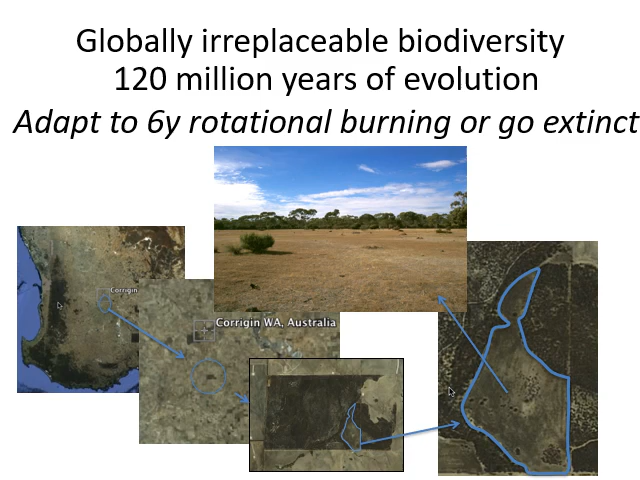 Globally irreplaceable biodiversity
120 million years of evolution
Adapt to 6y rotational burning or go extinct
Corrigin
Corrigin WA, Australia